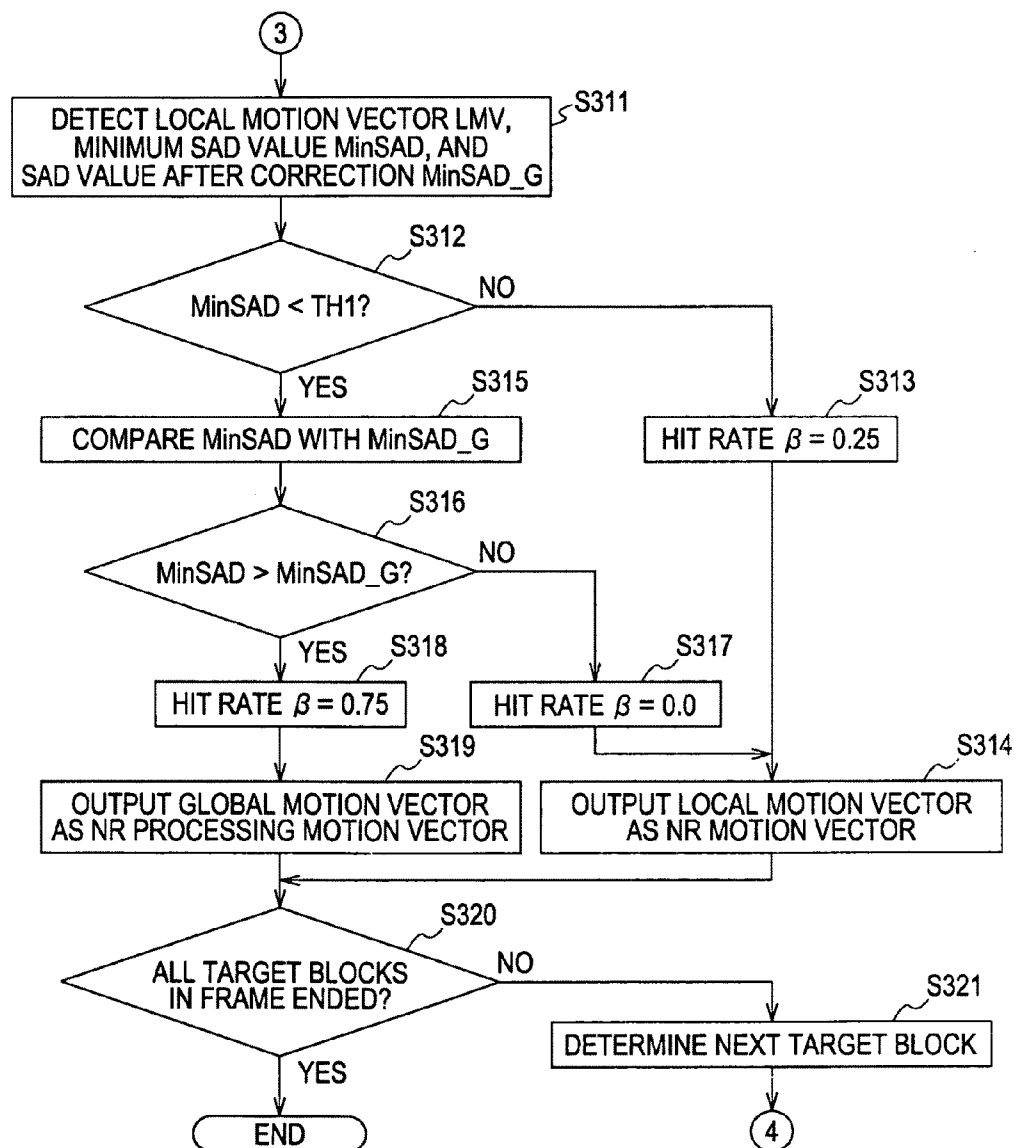 3
S311
DETECT LOCAL MOTION VECTOR LMV,
MINIMUM SAD VALUE MinSAD, AND
SAD VALUE AFTER CORRECTION MinSAD_G
S312
MinSAD < TH1?
NO
YES
S315
COMPARE MinSAD WITH MinSAD_G
S313
HIT RATE β = 0.25
S316
MinSAD > MinSAD_G?
NO
YES
S318
HIT RATE β = 0.75
S317
HIT RATE β = 0.0
S319
OUTPUT GLOBAL MOTION VECTOR
AS NR PROCESSING MOTION VECTOR
S314
OUTPUT LOCAL MOTION VECTOR
AS NR MOTION VECTOR
S320
ALL TARGET BLOCKS
IN FRAME ENDED?
NO
YES
S321
DETERMINE NEXT TARGET BLOCK
END
4